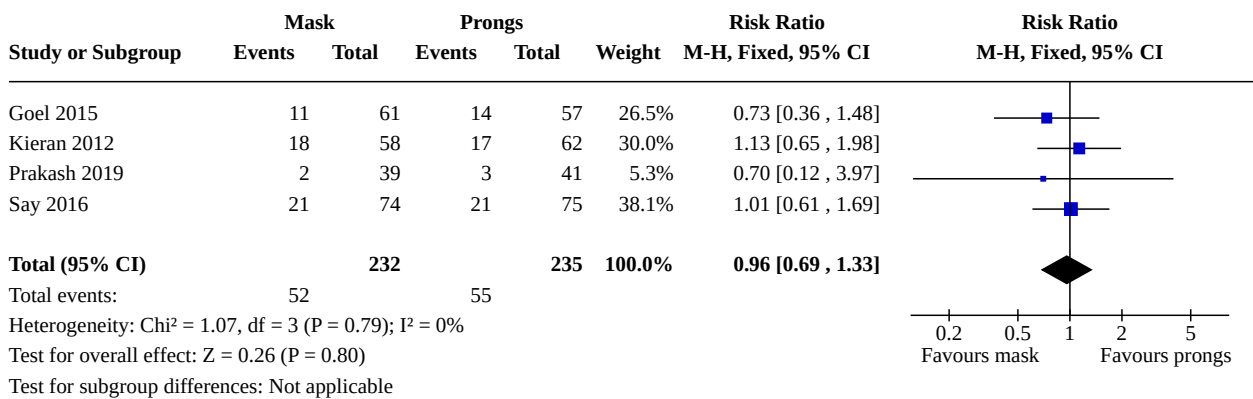 Mask Prongs Risk Ratio Risk Ratio
Study or Subgroup Events Total Events Total Weight M-H, Fixed, 95% CI M-H, Fixed, 95% CI
Goel 2015 11 61 14 57 26.5% 0.73 [0.36 , 1.48]
Kieran 2012 18 58 17 62 30.0% 1.13 [0.65 , 1.98]
Prakash 2019 2 39 3 41 5.3% 0.70 [0.12 , 3.97]
Say 2016 21 74 21 75 38.1% 1.01 [0.61 , 1.69]
Total (95% CI) 232 235 100.0% 0.96 [0.69 , 1.33]
Total events: 52 55
Heterogeneity: Chi² = 1.07, df = 3 (P = 0.79); I² = 0%
0.2 0.5 1 2 5
Test for overall effect: Z = 0.26 (P = 0.80) Favours mask Favours prongs
Test for subgroup differences: Not applicable